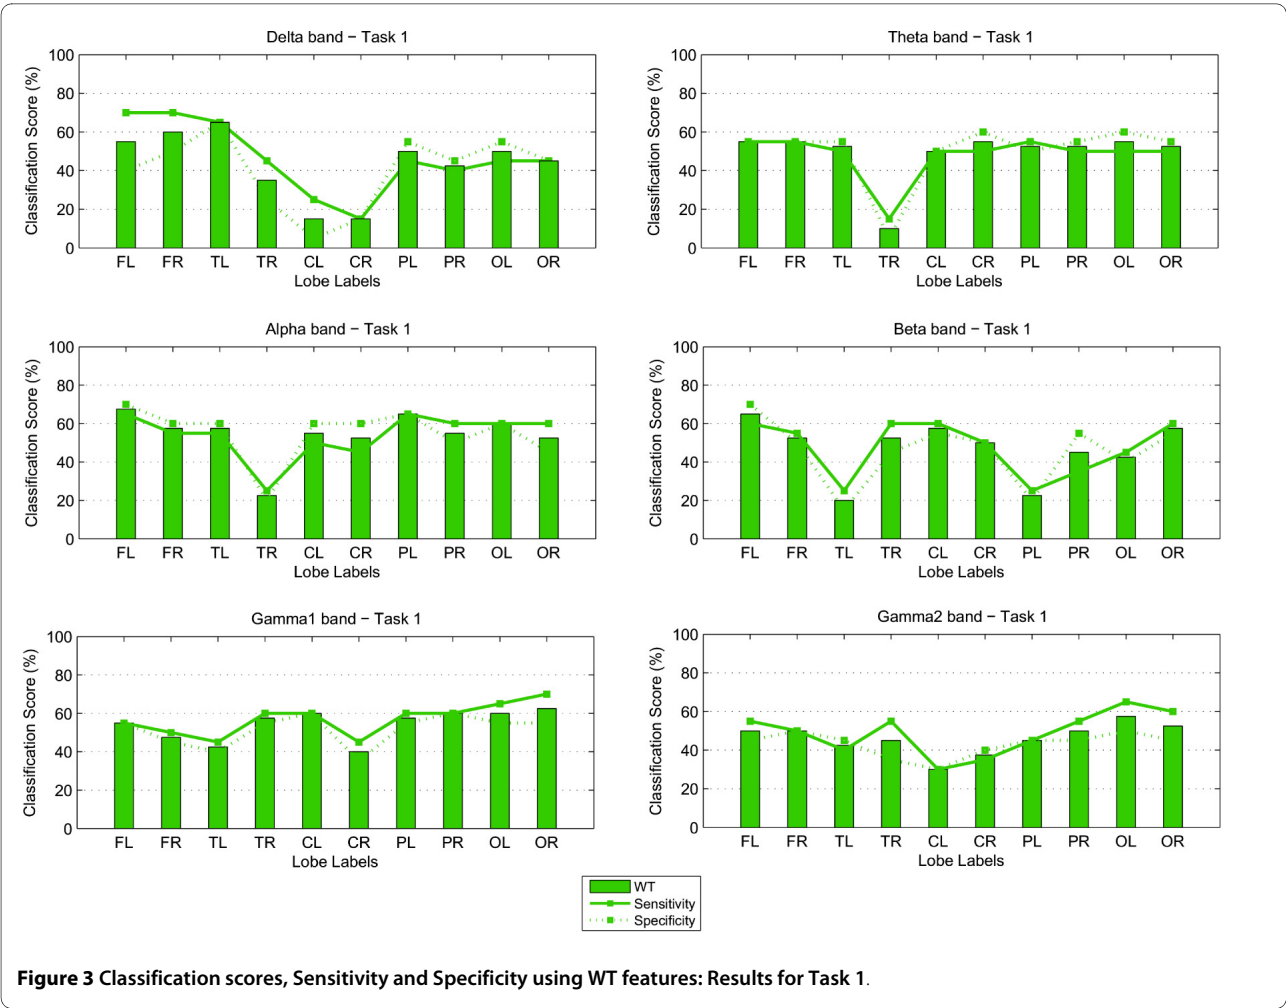 Delta band − Task 1
Classification Score (%)
100
80
60
40
20
0
FL FR TL TR CL CR PL PR OL OR
Lobe Labels
Theta band − Task 1
Classification Score (%)
100
80
60
40
20
0
FL FR TL TR CL CR PL PR OL OR
Lobe Labels
Alpha band − Task 1
Classification Score (%)
100
80
60
40
20
0
FL FR TL TR CL CR PL PR OL OR
Lobe Labels
Beta band − Task 1
Classification Score (%)
100
80
60
40
20
0
FL FR TL TR CL CR PL PR OL OR
Lobe Labels
Gamma1 band − Task 1
Classification Score (%)
100
80
60
40
20
0
FL FR TL TR CL CR PL PR OL OR
Lobe Labels
Gamma2 band − Task 1
Classification Score (%)
100
80
60
40
20
0
FL FR TL TR CL CR PL PR OL OR
Lobe Labels
WT
Sensitivity
Specificity
Figure 3 Classification scores, Sensitivity and Specificity using WT features: Results for Task 1.